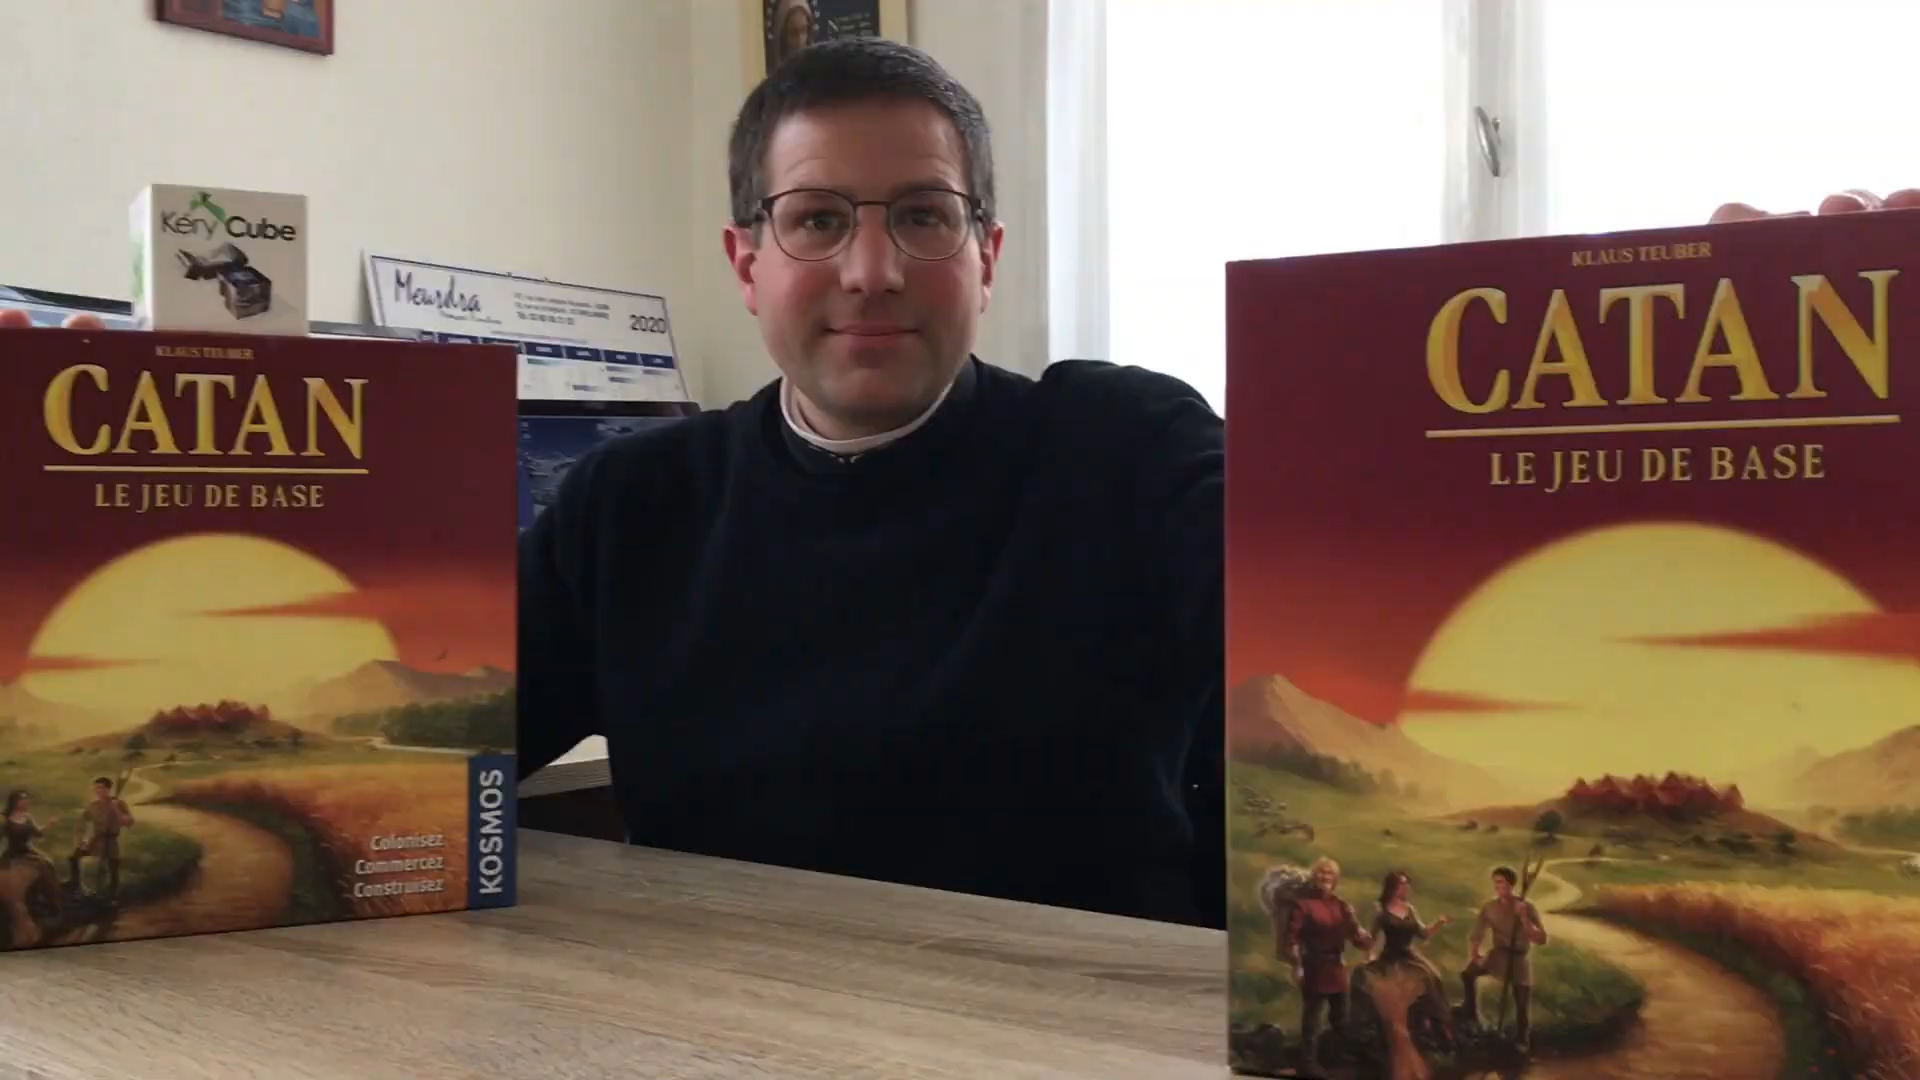 Kéry Cube
Meursdra
2020
KLAUS TEUBER
CATAN
LE JEU DE BASE
Colonisez
Commercez
Construisez
KOSMOS
KLAUS TEUBER
CATAN
LE JEU DE BASE